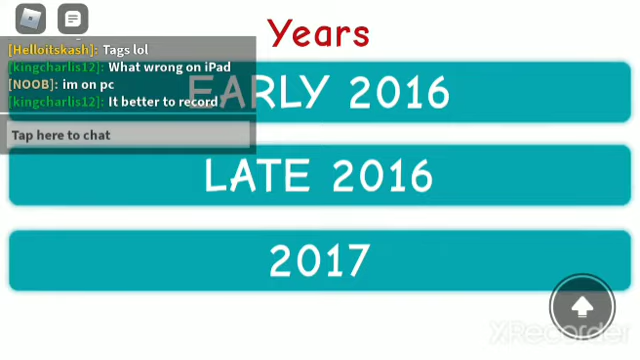 Years
[Helloitskash]: Tags lol
[kingcharlis12]: What wrong on iPad
[NOOB]: im on pc
[kingcharlis12]: It better to record
Tap here to chat
EARLY 2016
LATE 2016
2017
XRecorder